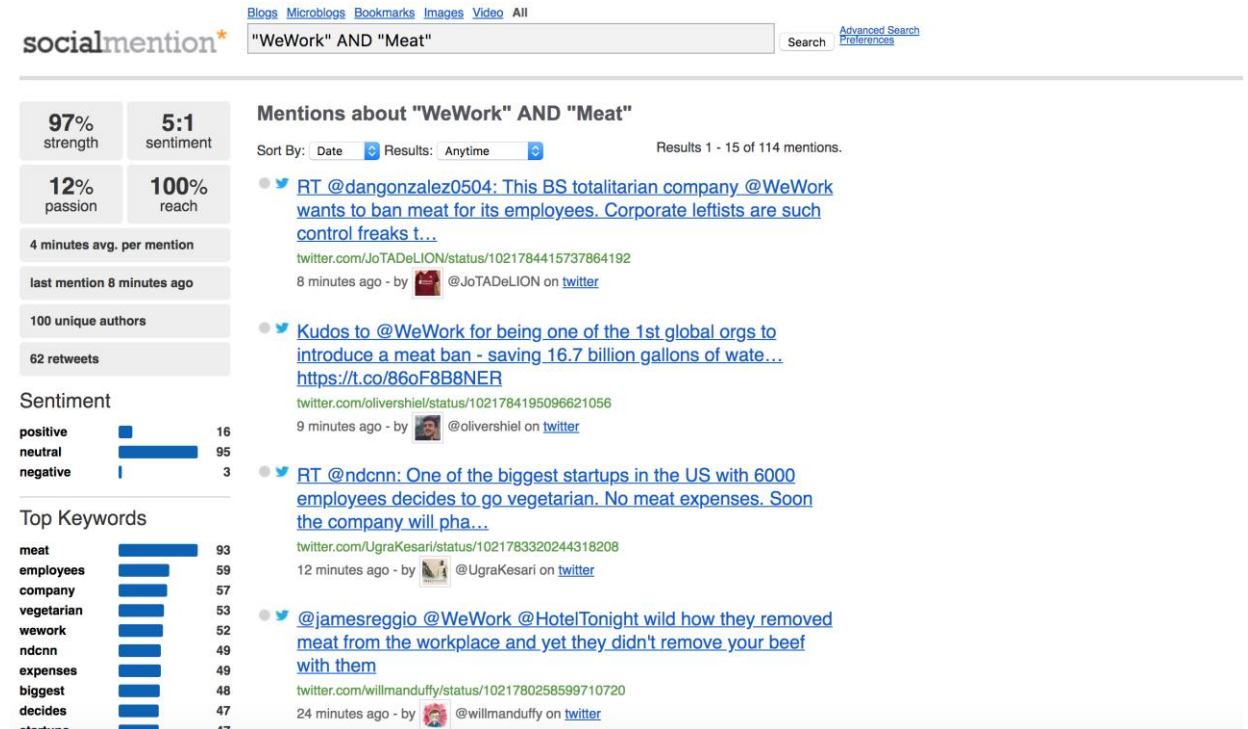 Blogs Microblogs Bookmarks Images Video All
socialmention*
"WeWork" AND "Meat"
Search
Advanced Search
Preferences
97%
strength
5:1
sentiment
12%
passion
100%
reach
4 minutes avg. per mention
last mention 8 minutes ago
100 unique authors
62 retweets
Sentiment
positive 16
neutral 95
negative 3
Top Keywords
meat 93
employees 59
company 57
vegetarian 53
wework 52
ndcnn 49
expenses 49
biggest 48
decides 47
Mentions about "WeWork" AND "Meat"
Sort By: Date Results: Anytime Results 1 - 15 of 114 mentions.
RT @dangonzalez0504: This BS totalitarian company @WeWork
wants to ban meat for its employees. Corporate leftists are such
control freaks t...
twitter.com/JoTADeLION/status/1021784415737864192
8 minutes ago - by @JoTADeLION on twitter
Kudos to @WeWork for being one of the 1st global orgs to
introduce a meat ban - saving 16.7 billion gallons of wate...
https://t.co/86oF8B8NER
twitter.com/olivershiel/status/1021784195096621056
9 minutes ago - by @olivershiel on twitter
RT @ndcnn: One of the biggest startups in the US with 6000
employees decides to go vegetarian. No meat expenses. Soon
the company will pha...
twitter.com/UgraKesari/status/1021783320244318208
12 minutes ago - by @UgraKesari on twitter
@jamesreggio @WeWork @HotelTonight wild how they removed
meat from the workplace and yet they didn't remove your beef
with them
twitter.com/willmanduffy/status/1021780258599710720
24 minutes ago - by @willmanduffy on twitter